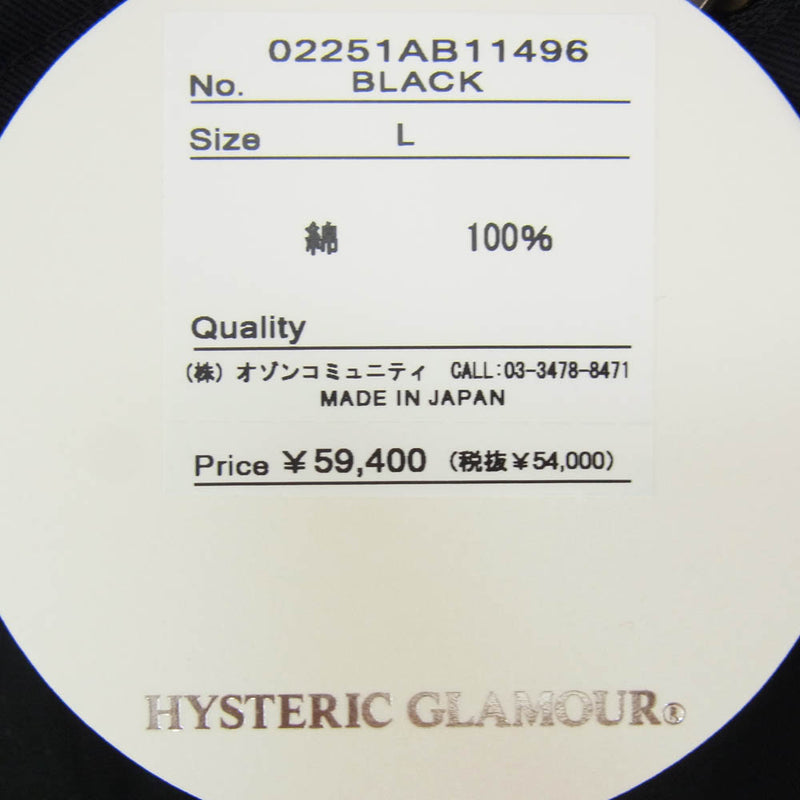 02251AB11496
No. BLACK
Size L
綿 100%
Quality
(株) オゾンコミュニティ CALL:03-3478-8471
MADE IN JAPAN
Price ¥59,400 (税抜¥54,000)
HYSTERIC GLAMOUR®